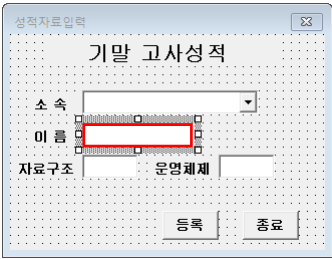 성적자료입력
기말 고사성적
소 속
이 름
자료구조 운영체제
등록 종료